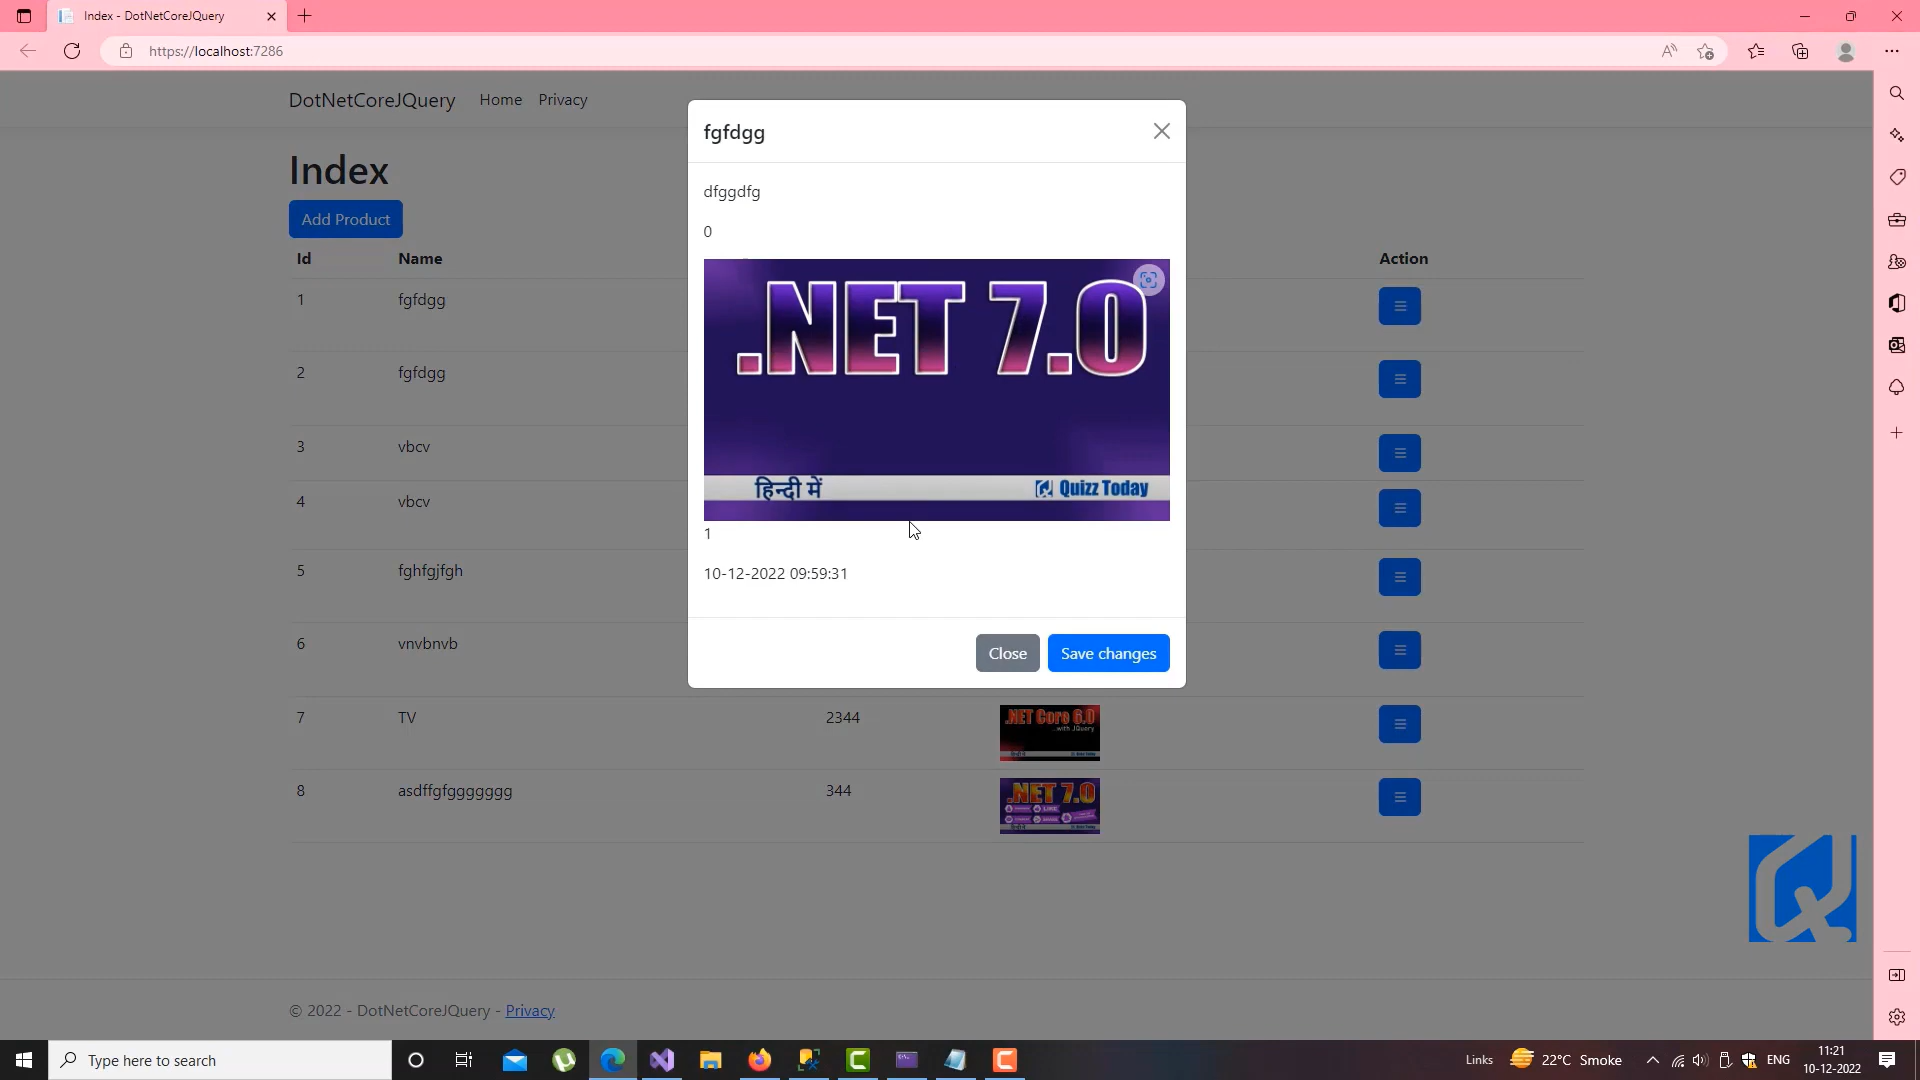 Index - DotNetCoreJQuery
https://localhost:7286
DotNetCoreJQuery Home Privacy
Index
Add Product
Id Name Action
1 fgfdgg
2 fgfdgg
3 vbcv
4 vbcv
5 fghfgjfgh
6 vnvbnvb
7 TV 2344
.NET Core 6.0
...with JQuery
हिन्दी में
8 asdffgfggggggg 344
.NET 7.0
LIKE
हिन्दी में
fgfdgg
dfggdfg
0
.NET 7.0
हिन्दी में Quizz Today
1
10-12-2022 09:59:31
Close Save changes
© 2022 - DotNetCoreJQuery - Privacy
Type here to search
Links 22°C Smoke ENG
11:21
10-12-2022